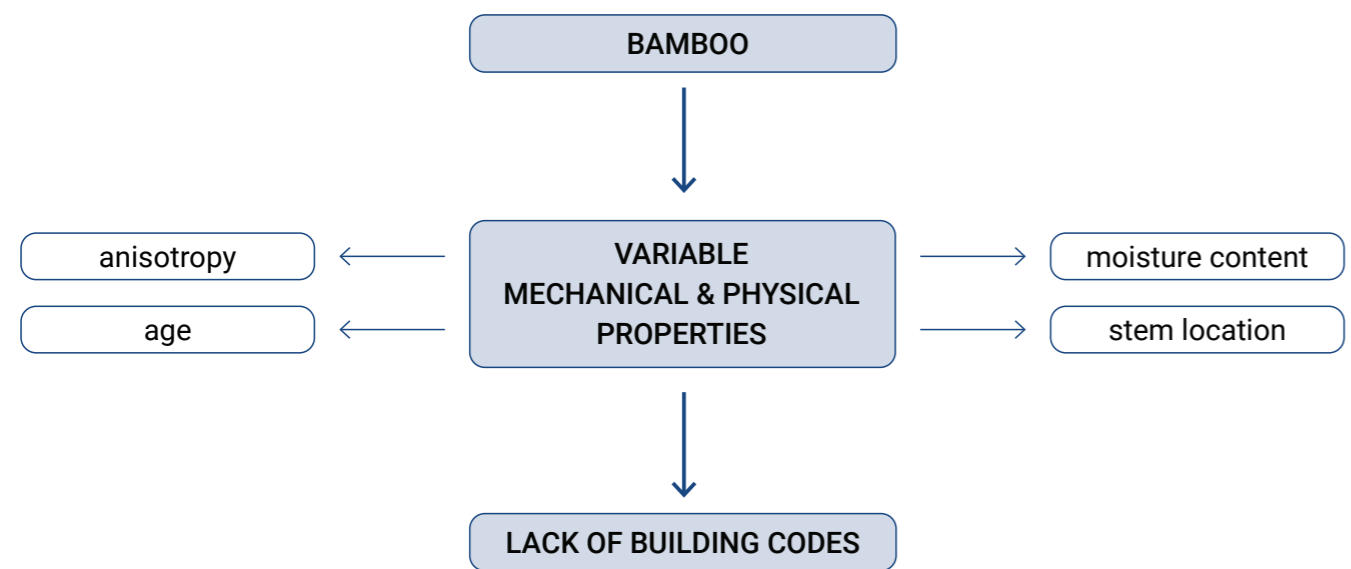 BAMBOO
VARIABLE
MECHANICAL & PHYSICAL
PROPERTIES
anisotropy
age
moisture content
stem location
LACK OF BUILDING CODES